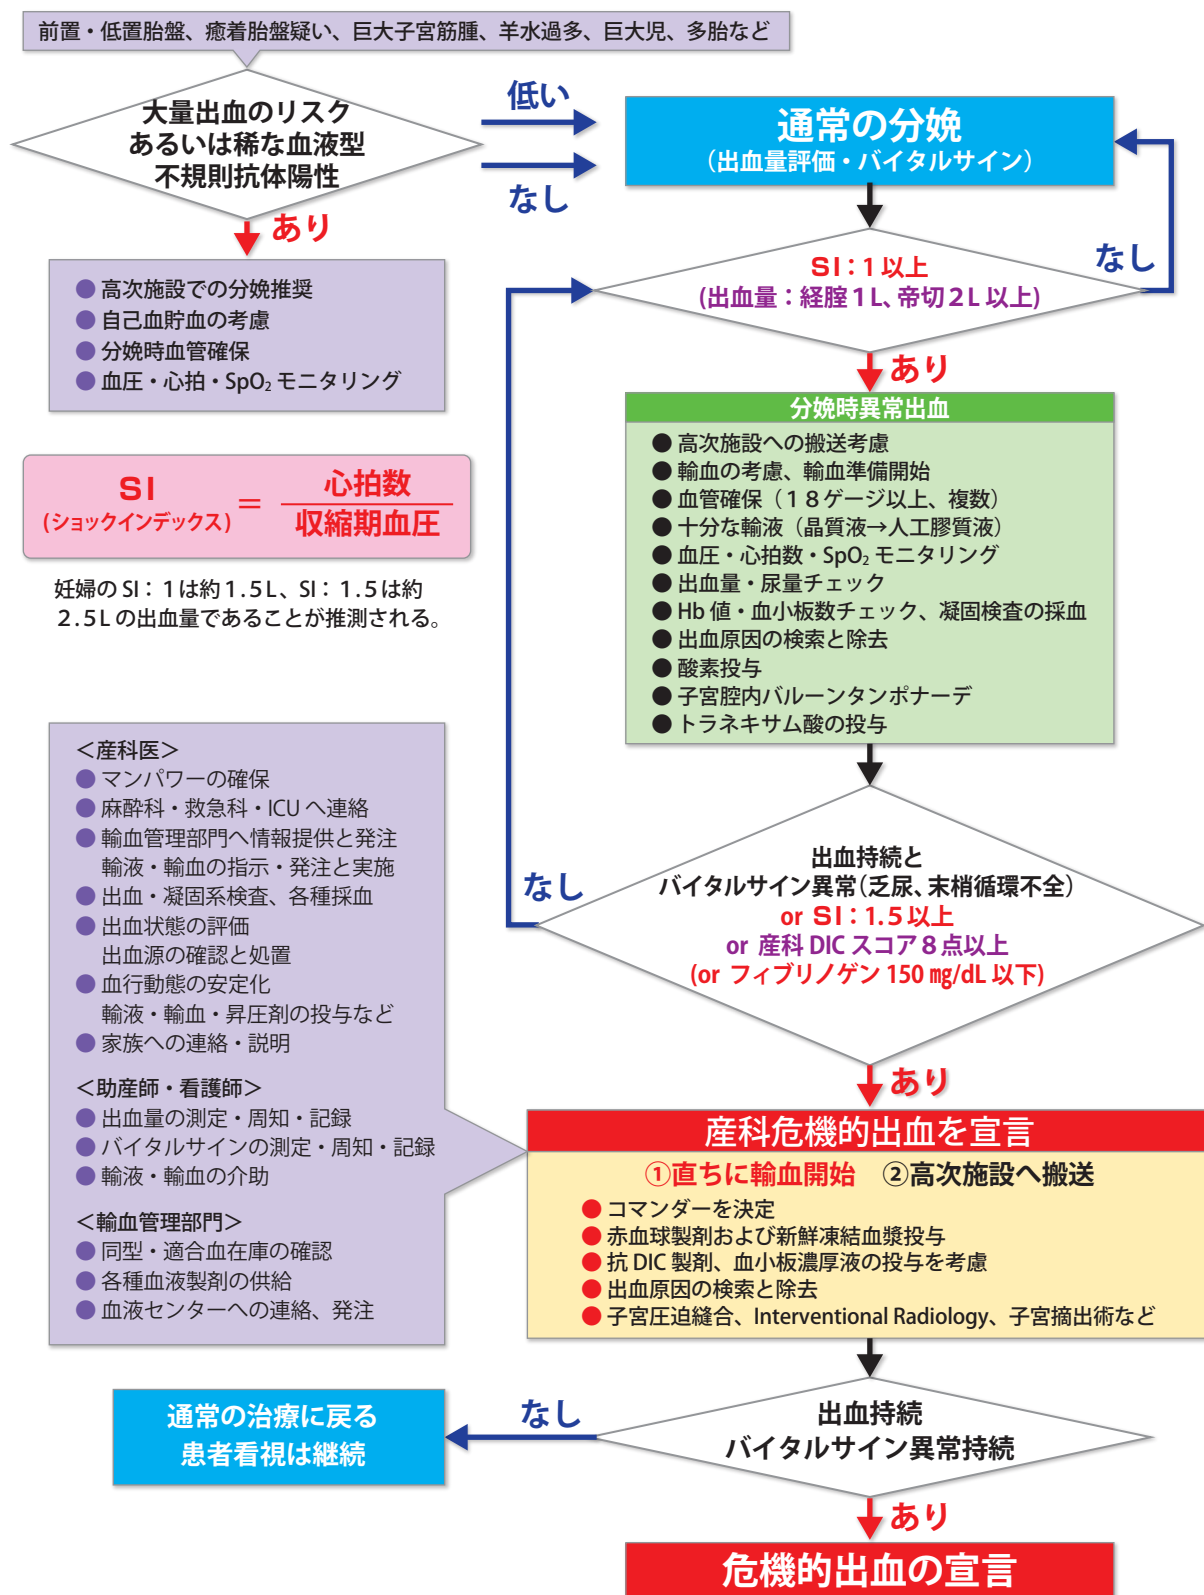 前置・低置胎盤、癒着胎盤疑い、巨大子宮筋腫、羊水過多、巨大児、多胎など
大量出血のリスク
あるいは稀な血液型
不規則抗体陽性
低い
なし
あり
通常の分娩
（出血量評価・バイタルサイン）
● 高次施設での分娩推奨
● 自己血貯血の考慮
● 分娩時血管確保
● 血圧・心拍・SpO₂ モニタリング
SI：1 以上
(出血量：経腟１L、帝切２L 以上)
なし
あり
SI
(ショックインデックス)
＝
心拍数
収縮期血圧
妊婦の SI：1は約1.5L、SI：1.5は約
2.5L の出血量であることが推測される。
分娩時異常出血
● 高次施設への搬送考慮
● 輸血の考慮、輸血準備開始
● 血管確保（１８ゲージ以上、複数）
● 十分な輸液（晶質液→人工膠質液）
● 血圧・心拍数・SpO₂ モニタリング
● 出血量・尿量チェック
● Hb 値・血小板数チェック、凝固検査の採血
● 出血原因の検索と除去
● 酸素投与
● 子宮腔内バルーンタンポナーデ
● トラネキサム酸の投与
出血持続と
バイタルサイン異常（乏尿、末梢循環不全）
or SI：1.5 以上
or 産科 DIC スコア８点以上
(or フィブリノゲン 150 ㎎/dL 以下)
なし
あり
＜産科医＞
● マンパワーの確保
● 麻酔科・救急科・ICU へ連絡
● 輸血管理部門へ情報提供と発注
輸液・輸血の指示・発注と実施
● 出血・凝固系検査、各種採血
● 出血状態の評価
出血源の確認と処置
● 血行動態の安定化
輸液・輸血・昇圧剤の投与など
● 家族への連絡・説明
＜助産師・看護師＞
● 出血量の測定・周知・記録
● バイタルサインの測定・周知・記録
● 輸液・輸血の介助
＜輸血管理部門＞
● 同型・適合血在庫の確認
● 各種血液製剤の供給
● 血液センターへの連絡、発注
産科危機的出血を宣言
①直ちに輸血開始　②高次施設へ搬送
● コマンダーを決定
● 赤血球製剤および新鮮凍結血漿投与
● 抗 DIC 製剤、血小板濃厚液の投与を考慮
● 出血原因の検索と除去
● 子宮圧迫縫合、Interventional Radiology、子宮摘出術など
出血持続
バイタルサイン異常持続
なし
通常の治療に戻る
患者看視は継続
あり
危機的出血の宣言